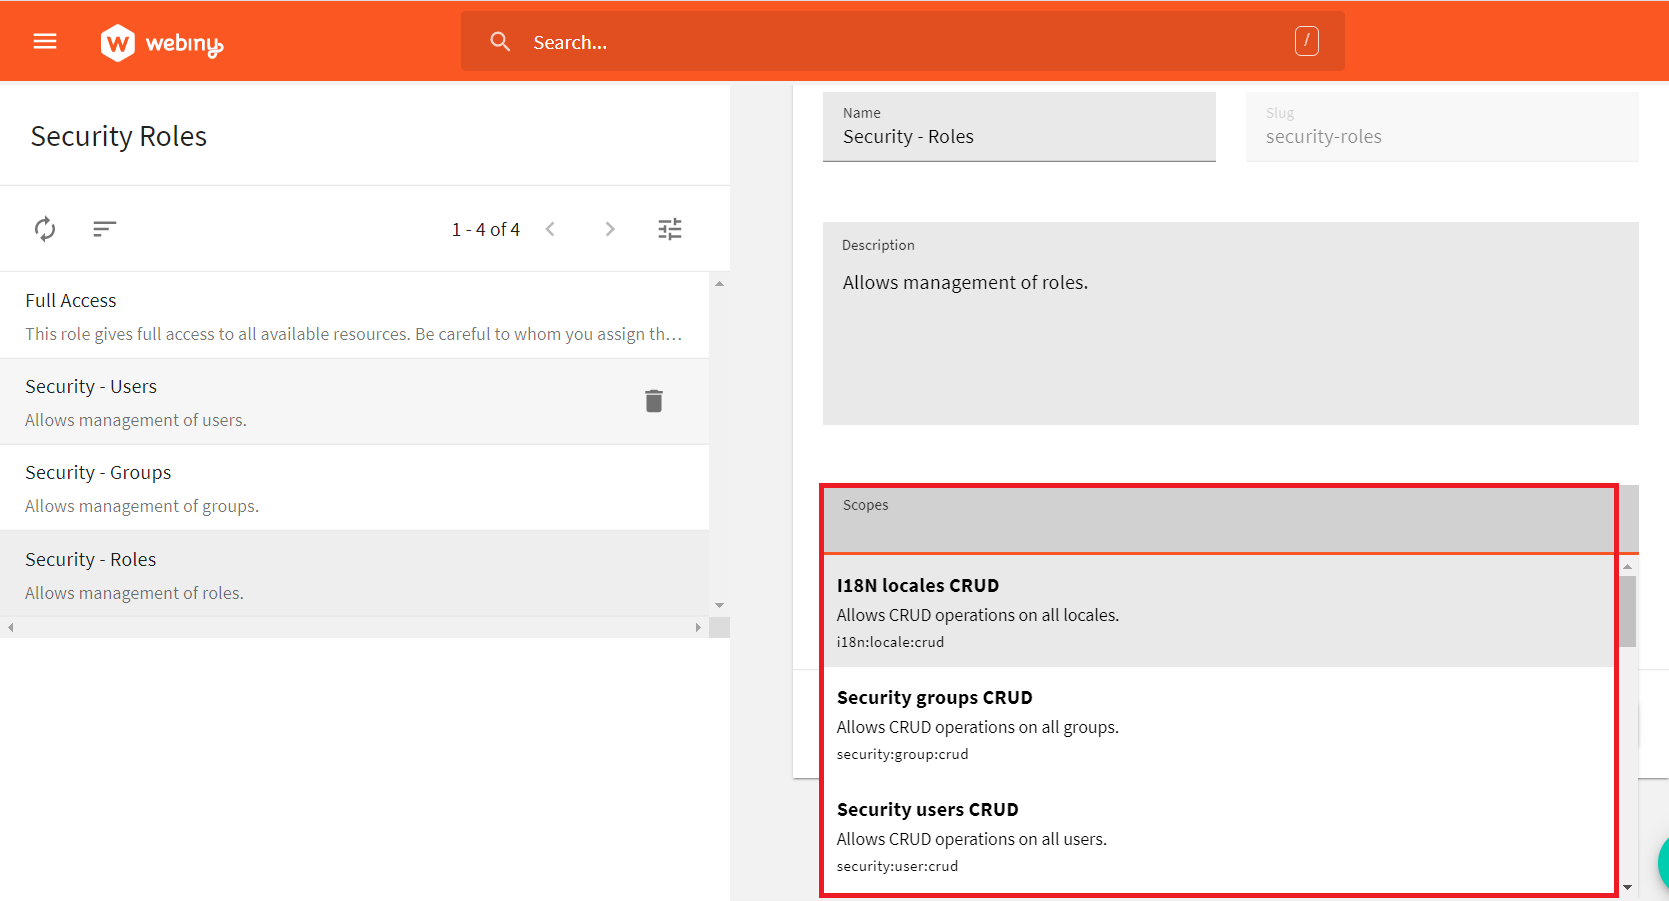 webiny
Search...
/
Security Roles
1 - 4 of 4
Full Access
This role gives full access to all available resources. Be careful to whom you assign th…
Security - Users
Allows management of users.
Security - Groups
Allows management of groups.
Security - Roles
Allows management of roles.
Name
Security - Roles
Slug
security-roles
Description
Allows management of roles.
Scopes
I18N locales CRUD
Allows CRUD operations on all locales.
i18n:locale:crud
Security groups CRUD
Allows CRUD operations on all groups.
security:group:crud
Security users CRUD
Allows CRUD operations on all users.
security:user:crud